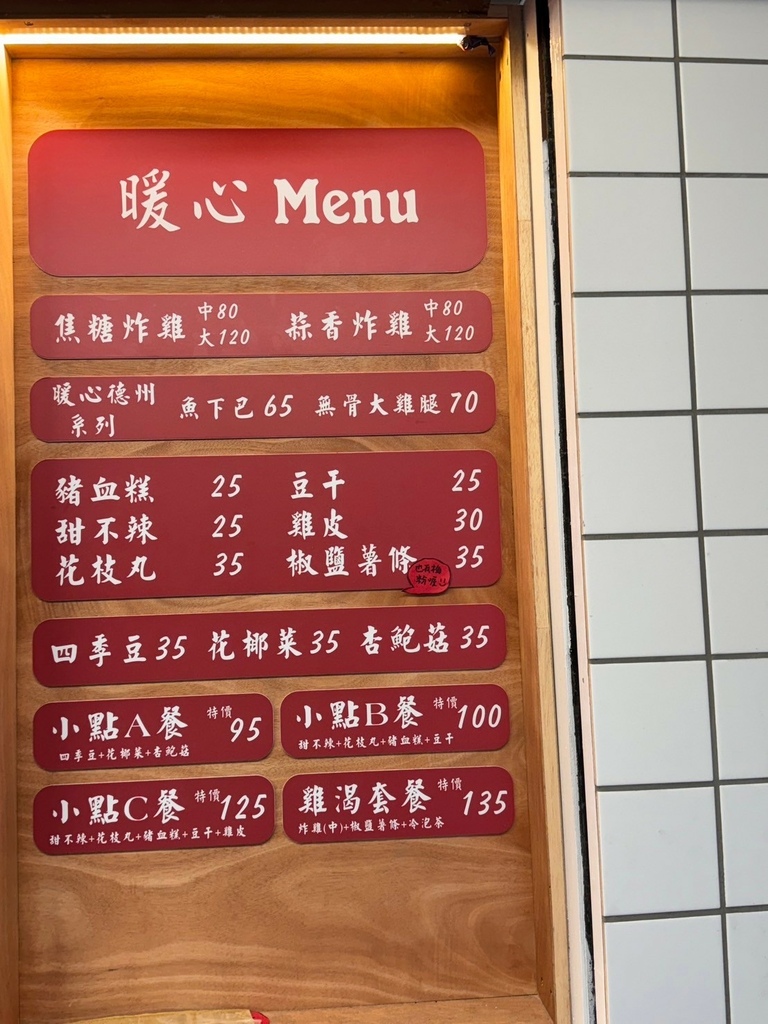 暖心 Menu
焦糖炸雞 中80 大120 蒜香炸雞 中80 大120
暖心德州系列 魚下巴 65 無骨大雞腿 70
豬血糕 25 豆干 25
甜不辣 25 雞皮 30
花枝丸 35 椒鹽薯條 35
也有梅粉喔
四季豆 35 花椰菜 35 杏鮑菇 35
小點A餐 特價 95
四季豆+花椰菜+杏鮑菇
小點B餐 特價 100
甜不辣+花枝丸+豬血糕+豆干
小點C餐 特價 125
甜不辣+花枝丸+豬血糕+豆干+雞皮
雞渴套餐 特價 135
炸雞(中)+椒鹽薯條+冷泡茶